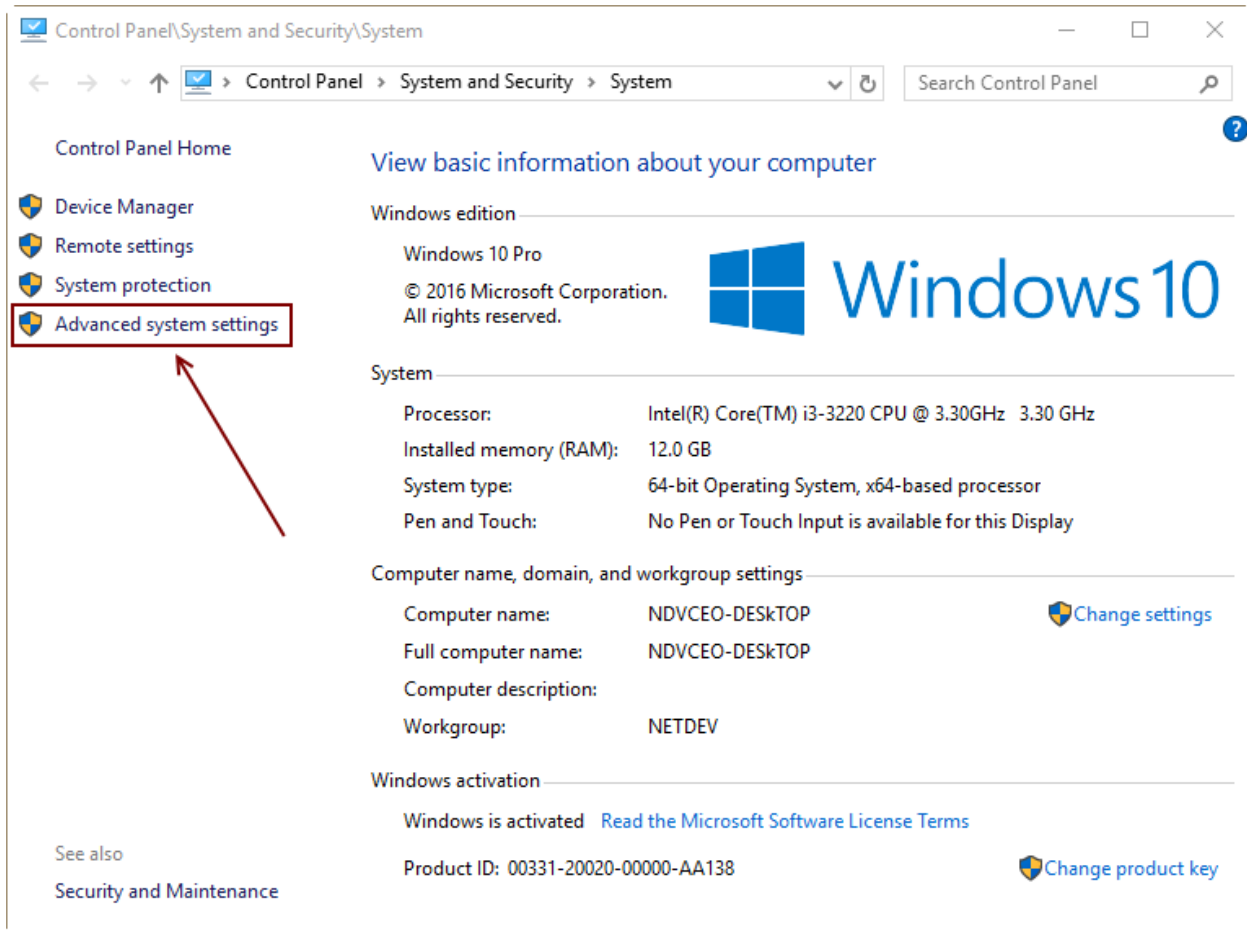 Control Panel\System and Security\System
Control Panel > System and Security > System
Search Control Panel
?
Control Panel Home
Device Manager
Remote settings
System protection
Advanced system settings
View basic information about your computer
Windows edition
Windows 10 Pro
© 2016 Microsoft Corporation.
All rights reserved.
Windows 10
System
Processor: Intel(R) Core(TM) i3-3220 CPU @ 3.30GHz 3.30 GHz
Installed memory (RAM): 12.0 GB
System type: 64-bit Operating System, x64-based processor
Pen and Touch: No Pen or Touch Input is available for this Display
Computer name, domain, and workgroup settings
Computer name: NDVCEO-DESkTOP
Change settings
Full computer name: NDVCEO-DESkTOP
Computer description:
Workgroup: NETDEV
Windows activation
Windows is activated Read the Microsoft Software License Terms
Product ID: 00331-20020-00000-AA138
Change product key
See also
Security and Maintenance